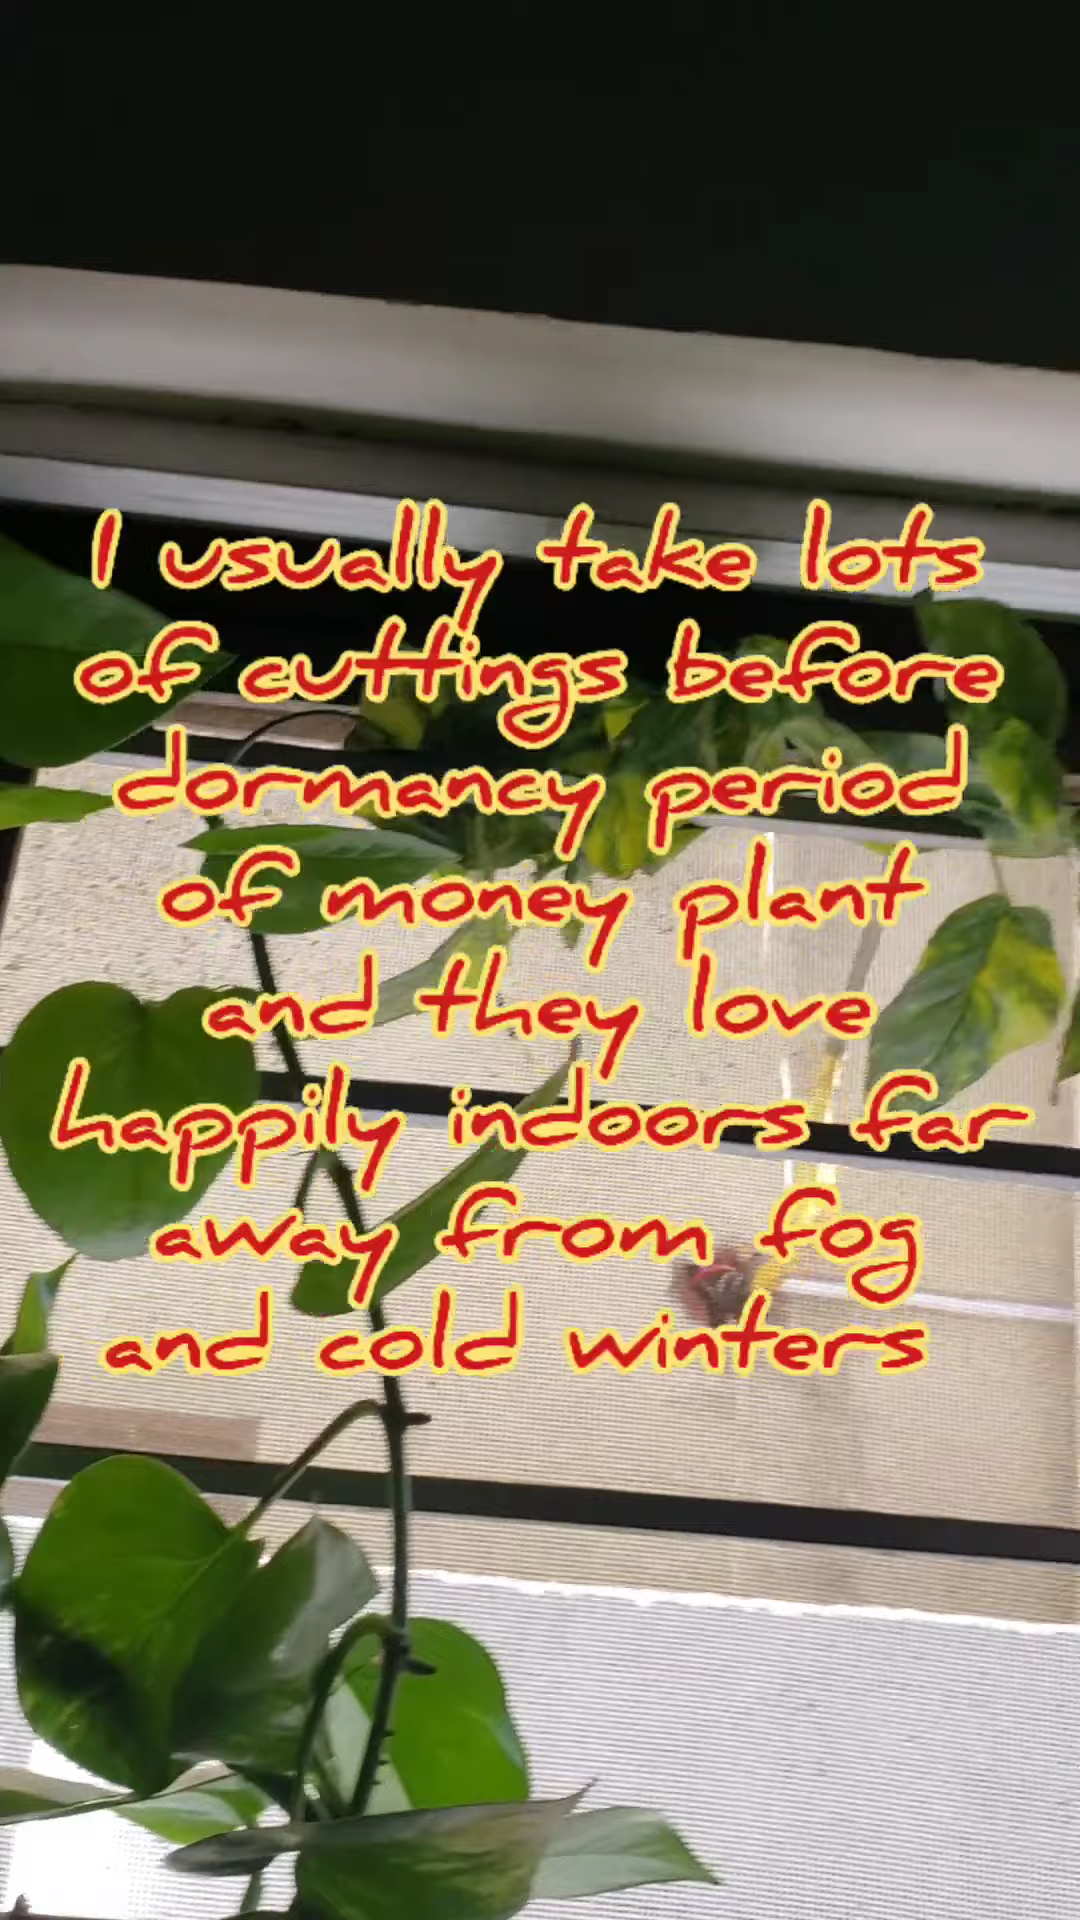 I usually take lots
of cuttings before
dormancy period
of money plant
and they love
happily indoors far
away from fog
and cold winters